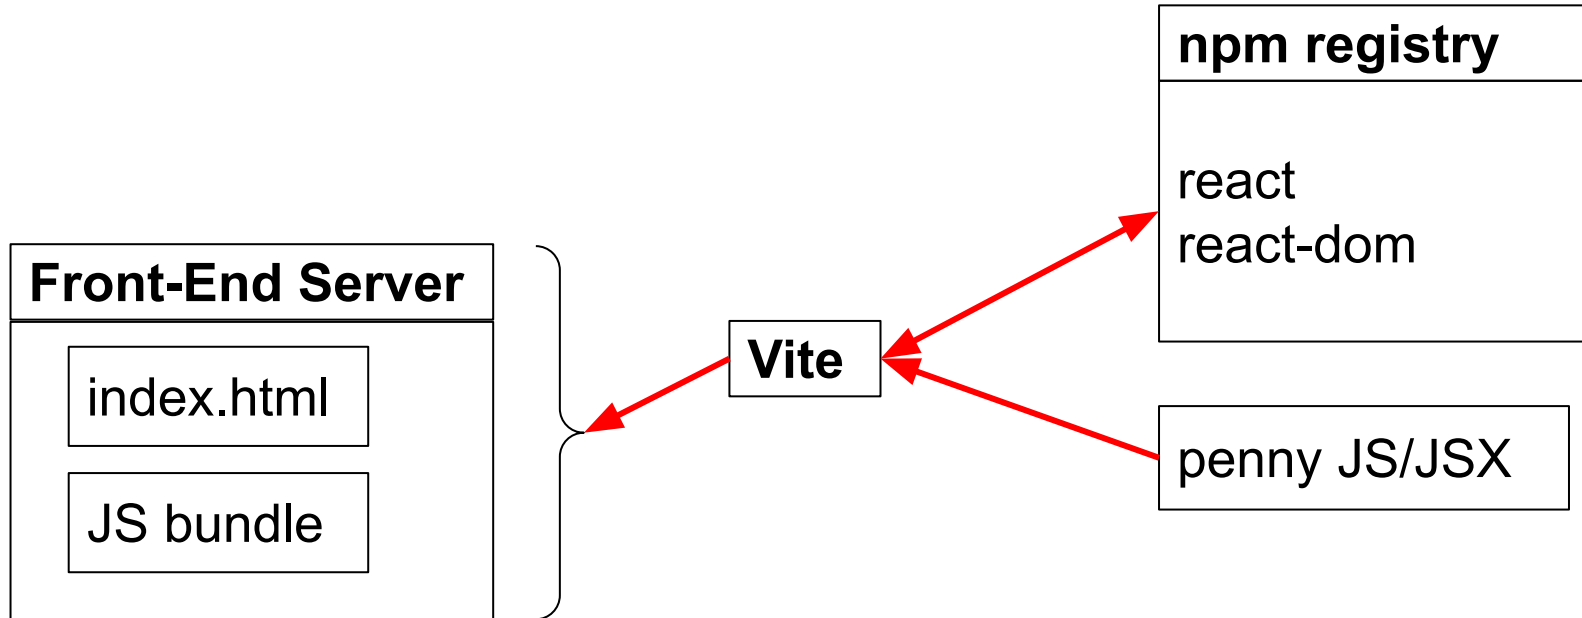 npm registry
react
react-dom
Front-End Server
index.html
JS bundle
Vite
penny JS/JSX